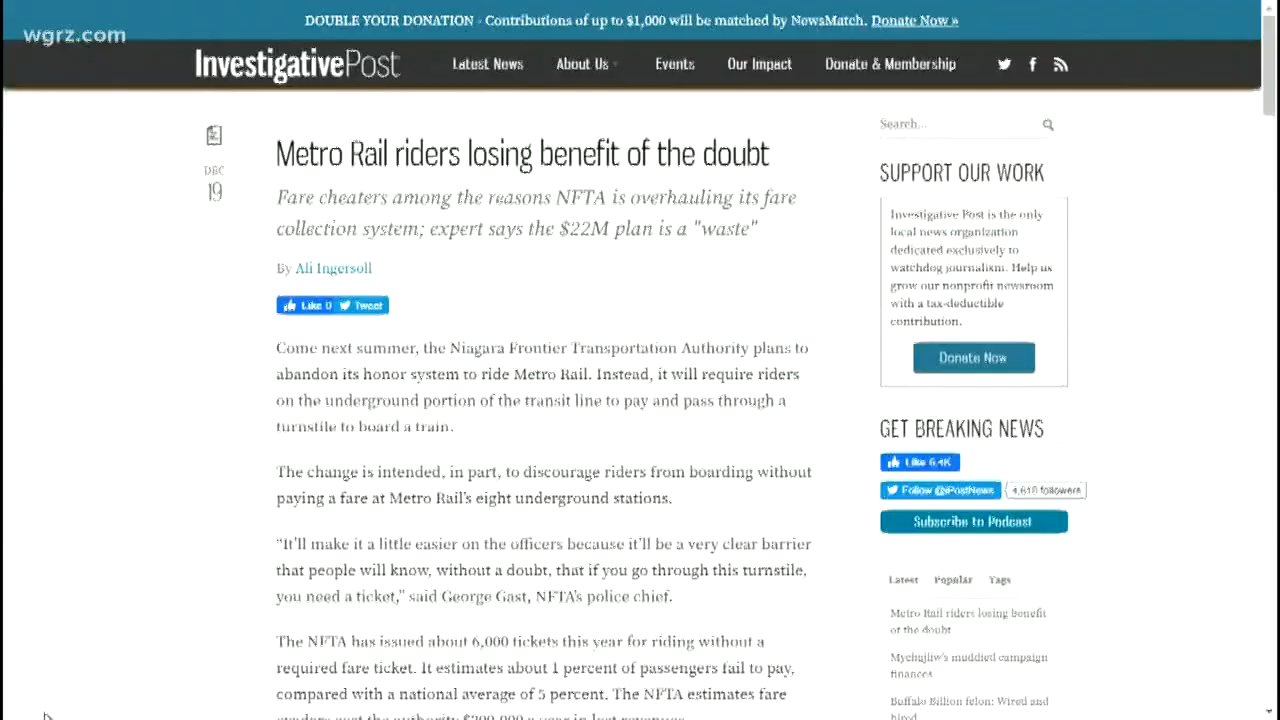 DOUBLE YOUR DONATION - Contributions of up to $1,000 will be matched by NewsMatch. Donate Now »
wgrz.com
InvestigativePost
Latest News About Us Events Our Impact Donate & Membership
DEC
19
Metro Rail riders losing benefit of the doubt
Fare cheaters among the reasons NFTA is overhauling its fare
collection system; expert says the $22M plan is a "waste"
By Ali Ingersoll
Like 0 Tweet
Come next summer, the Niagara Frontier Transportation Authority plans to
abandon its honor system to ride Metro Rail. Instead, it will require riders
on the underground portion of the transit line to pay and pass through a
turnstile to board a train.
The change is intended, in part, to discourage riders from boarding without
paying a fare at Metro Rail's eight underground stations.
“It'll make it a little easier on the officers because it'll be a very clear barrier
that people will know, without a doubt, that if you go through this turnstile,
you need a ticket,” said George Gast, NFTA's police chief.
The NFTA has issued about 6,000 tickets this year for riding without a
required fare ticket. It estimates about 1 percent of passengers fail to pay,
compared with a national average of 5 percent. The NFTA estimates fare
Search...
SUPPORT OUR WORK
Investigative Post is the only
local news organization
dedicated exclusively to
watchdog journalism. Help us
grow our nonprofit newsroom
with a tax-deductible
contribution.
Donate Now
GET BREAKING NEWS
Like 6.4K
Follow @iPostNews 4,618 followers
Subscribe to Podcast
Latest Popular Tags
Metro Rail riders losing benefit
of the doubt
Mychajliw's muddied campaign
finances
Buffalo Billion felon: Wired and